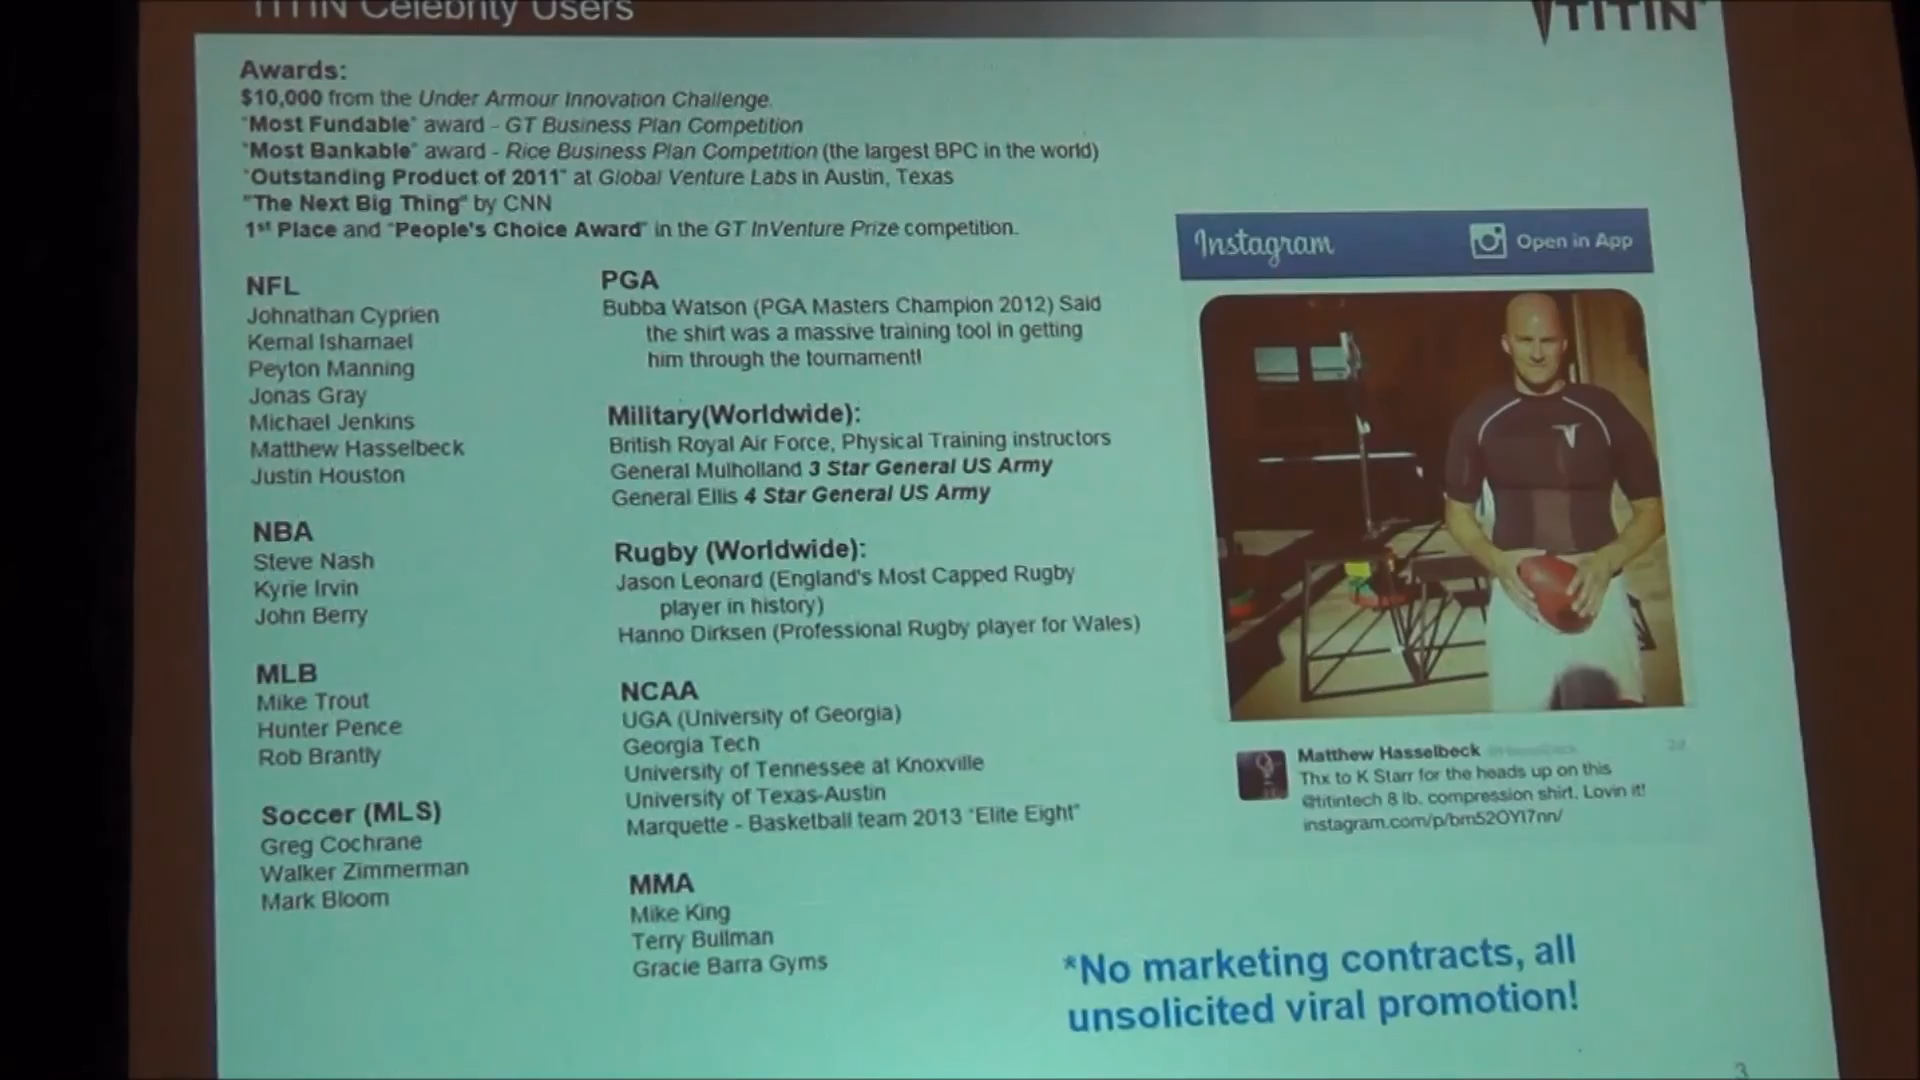 TITIN Celebrity Users
TITIN
Awards:
$10,000 from the Under Armour Innovation Challenge.
"Most Fundable" award - GT Business Plan Competition
"Most Bankable" award - Rice Business Plan Competition (the largest BPC in the world)
"Outstanding Product of 2011" at Global Venture Labs in Austin, Texas
"The Next Big Thing" by CNN
1st Place and "People's Choice Award" in the GT InVenture Prize competition.
NFL
Johnathan Cyprien
Kemal Ishamael
Peyton Manning
Jonas Gray
Michael Jenkins
Matthew Hasselbeck
Justin Houston
NBA
Steve Nash
Kyrie Irvin
John Berry
MLB
Mike Trout
Hunter Pence
Rob Brantly
Soccer (MLS)
Greg Cochrane
Walker Zimmerman
Mark Bloom
PGA
Bubba Watson (PGA Masters Champion 2012) Said
the shirt was a massive training tool in getting
him through the tournament!
Military(Worldwide):
British Royal Air Force, Physical Training instructors
General Mulholland 3 Star General US Army
General Ellis 4 Star General US Army
Rugby (Worldwide):
Jason Leonard (England's Most Capped Rugby
player in history)
Hanno Dirksen (Professional Rugby player for Wales)
NCAA
UGA (University of Georgia)
Georgia Tech
University of Tennessee at Knoxville
University of Texas-Austin
Marquette - Basketball team 2013 "Elite Eight"
MMA
Mike King
Terry Bullman
Gracie Barra Gyms
Instagram
Open in App
Matthew Hasselbeck
Thx to K Starr for the heads up on this
@titintech 8 lb. compression shirt. Lovin it!
instagram.com/p/bm52OYI7nn/
*No marketing contracts, all
unsolicited viral promotion!
3